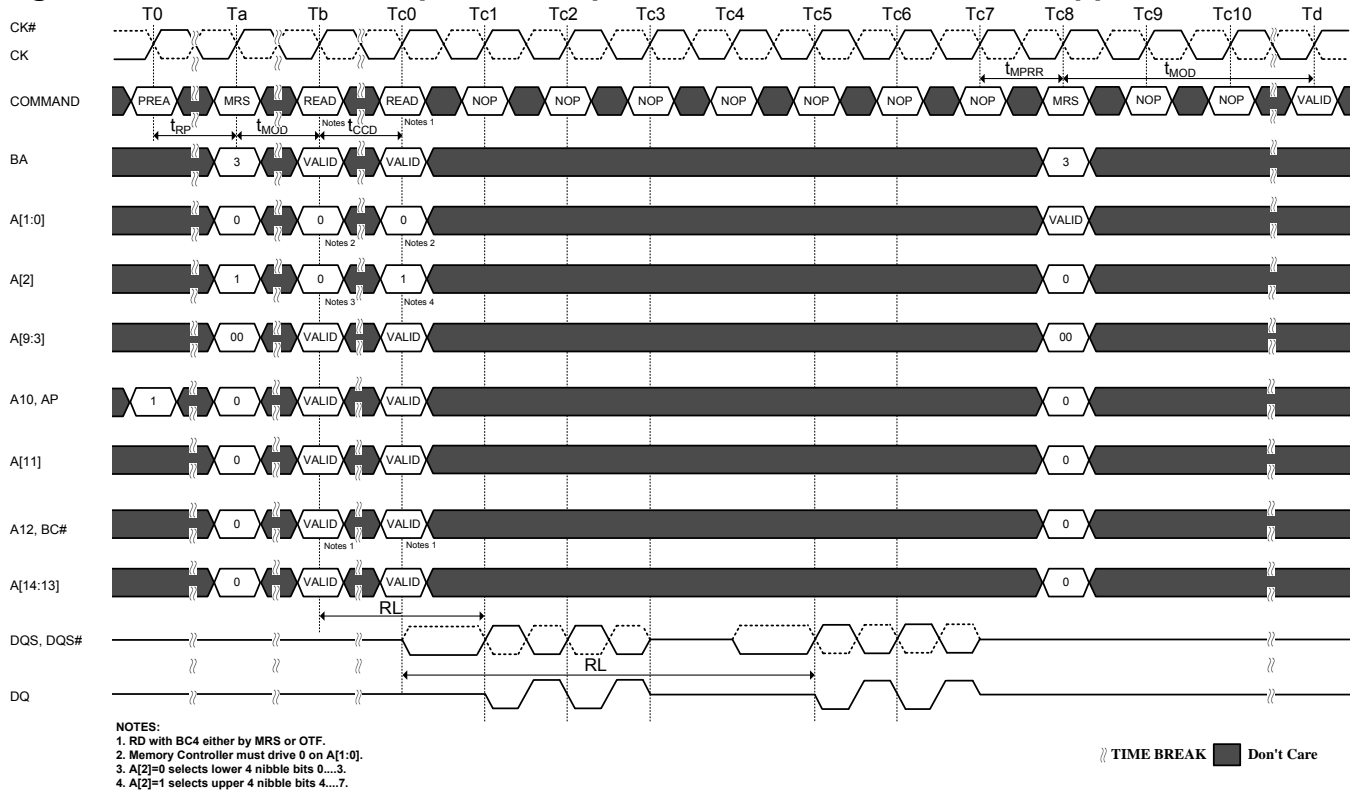 T0 Ta Tb Tc0 Tc1 Tc2 Tc3 Tc4 Tc5 Tc6 Tc7 Tc8 Tc9 Tc10 Td
CK#
CK
tMPRR tMOD
COMMAND PREA MRS READ READ NOP NOP NOP NOP NOP NOP NOP MRS NOP NOP VALID
Notes 1 Notes 1
tRP tMOD tCCD
BA 3 VALID VALID 3
A[1:0] 0 0 0 VALID
Notes 2 Notes 2
A[2] 1 0 1 0
Notes 3 Notes 4
A[9:3] 00 VALID VALID 00
A10, AP 1 0 VALID VALID 0
A[11] 0 VALID VALID 0
A12, BC# 0 VALID VALID 0
Notes 1 Notes 1
A[14:13] 0 VALID VALID 0
RL
DQS, DQS#
RL
DQ
NOTES:
1. RD with BC4 either by MRS or OTF.
2. Memory Controller must drive 0 on A[1:0].
3. A[2]=0 selects lower 4 nibble bits 0....3.
4. A[2]=1 selects upper 4 nibble bits 4....7.
TIME BREAK Don't Care